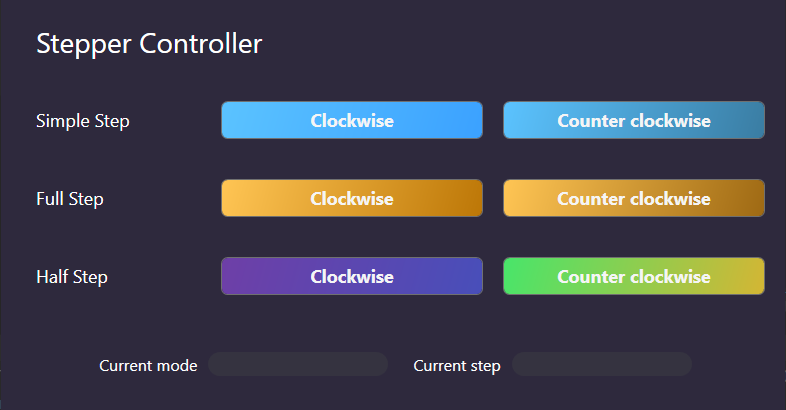 Stepper Controller
Simple Step Clockwise Counter clockwise
Full Step Clockwise Counter clockwise
Half Step Clockwise Counter clockwise
Current mode Current step